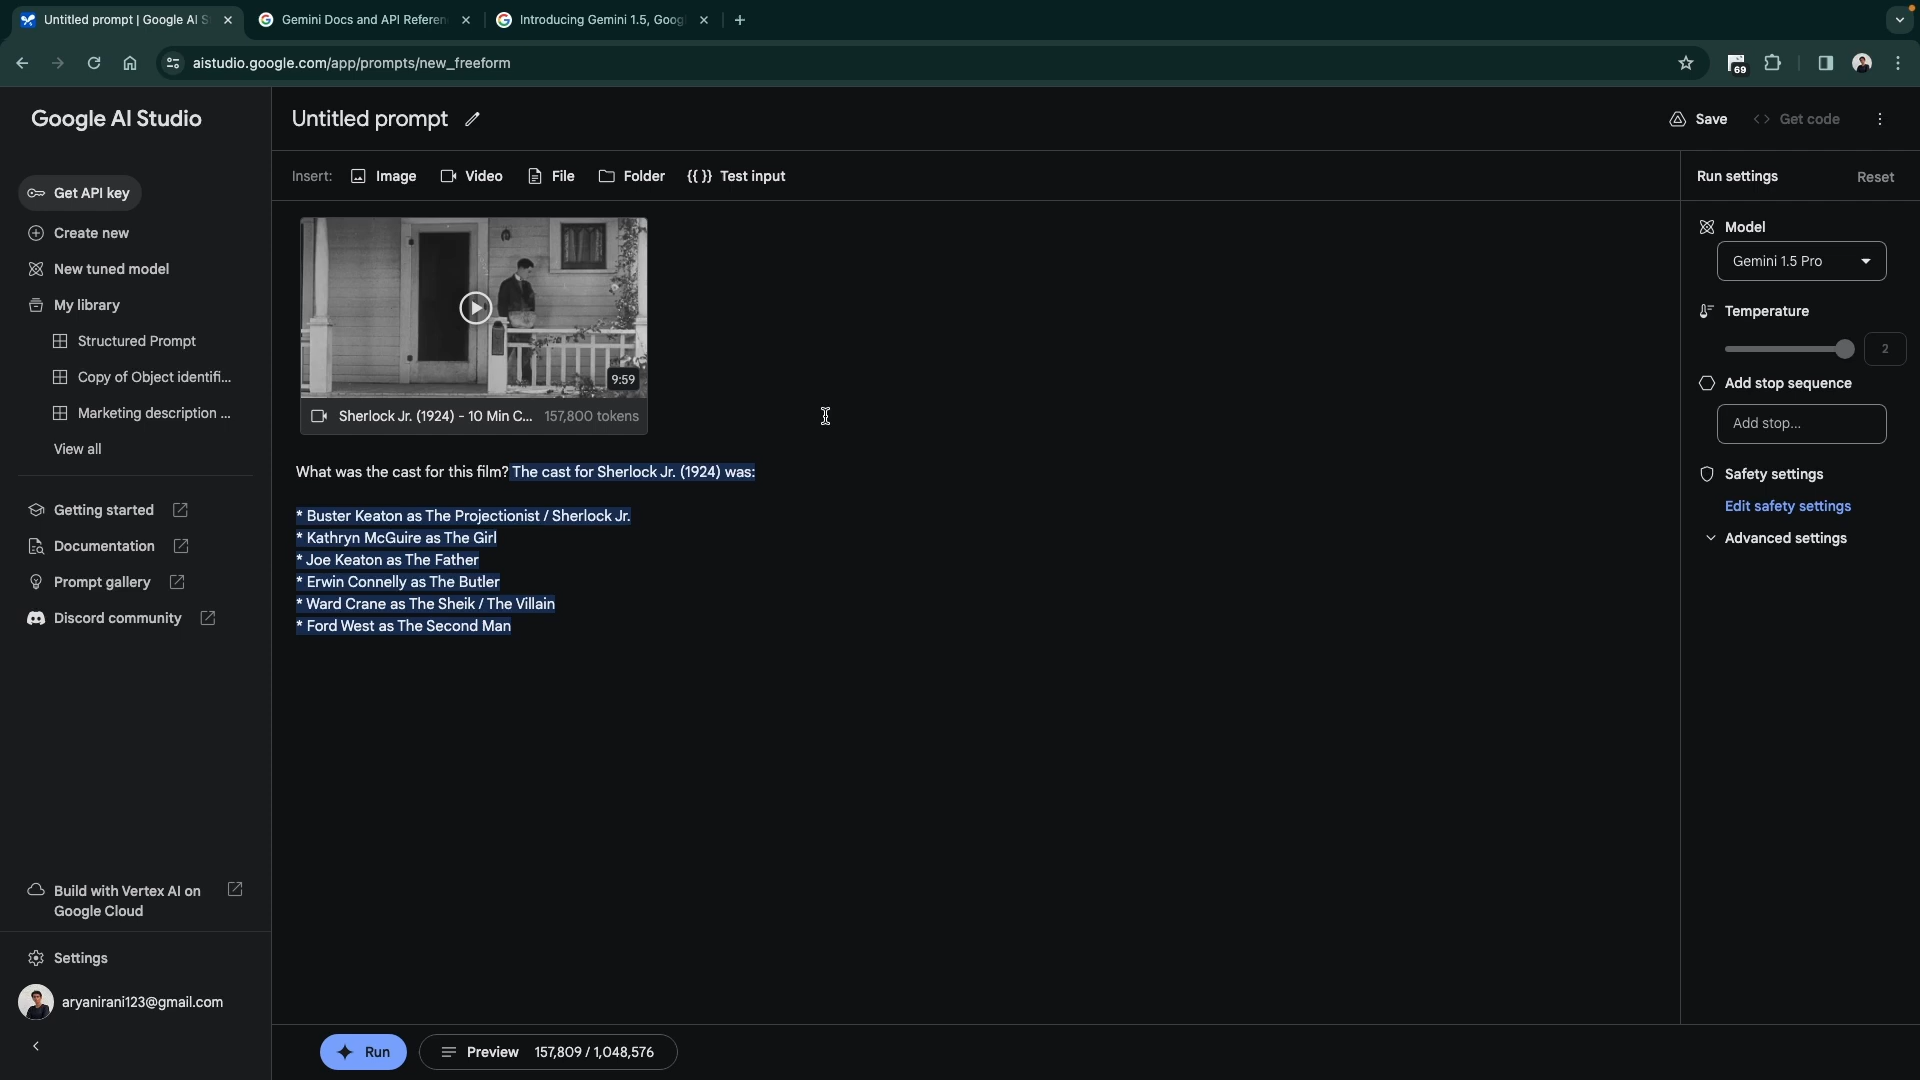 Untitled prompt | Google AI S
Gemini Docs and API Referen
Introducing Gemini 1.5, Goog
aistudio.google.com/app/prompts/new_freeform
69
Google AI Studio
Untitled prompt
Save
Get code
Get API key
Create new
New tuned model
My library
Structured Prompt
Copy of Object identifi...
Marketing description ...
View all
Getting started
Documentation
Prompt gallery
Discord community
Build with Vertex AI on
Google Cloud
Settings
aryanirani123@gmail.com
Insert: Image Video File Folder {{ }} Test input
9:59
Sherlock Jr. (1924) - 10 Min C... 157,800 tokens
What was the cast for this film? The cast for Sherlock Jr. (1924) was:
* Buster Keaton as The Projectionist / Sherlock Jr.
* Kathryn McGuire as The Girl
* Joe Keaton as The Father
* Erwin Connelly as The Butler
* Ward Crane as The Sheik / The Villain
* Ford West as The Second Man
Run
Preview 157,809 / 1,048,576
Run settings Reset
Model
Gemini 1.5 Pro
Temperature
2
Add stop sequence
Add stop...
Safety settings
Edit safety settings
Advanced settings